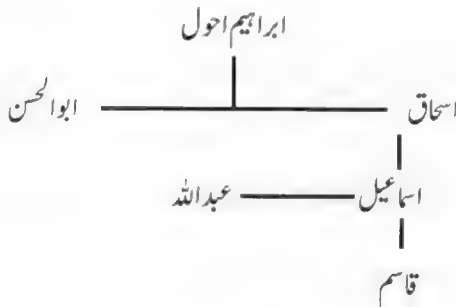 ابراہیم احول
اسحاق ابوالحسن
اسماعیل عبداللہ
قاسم